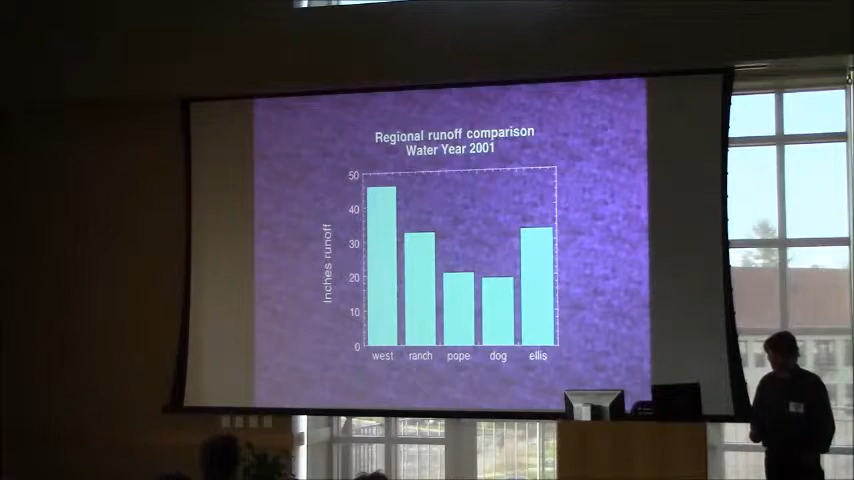 Regional runoff comparison
Water Year 2001
50
40
30
20
10
0
Inches runoff
west ranch pope dog ellis